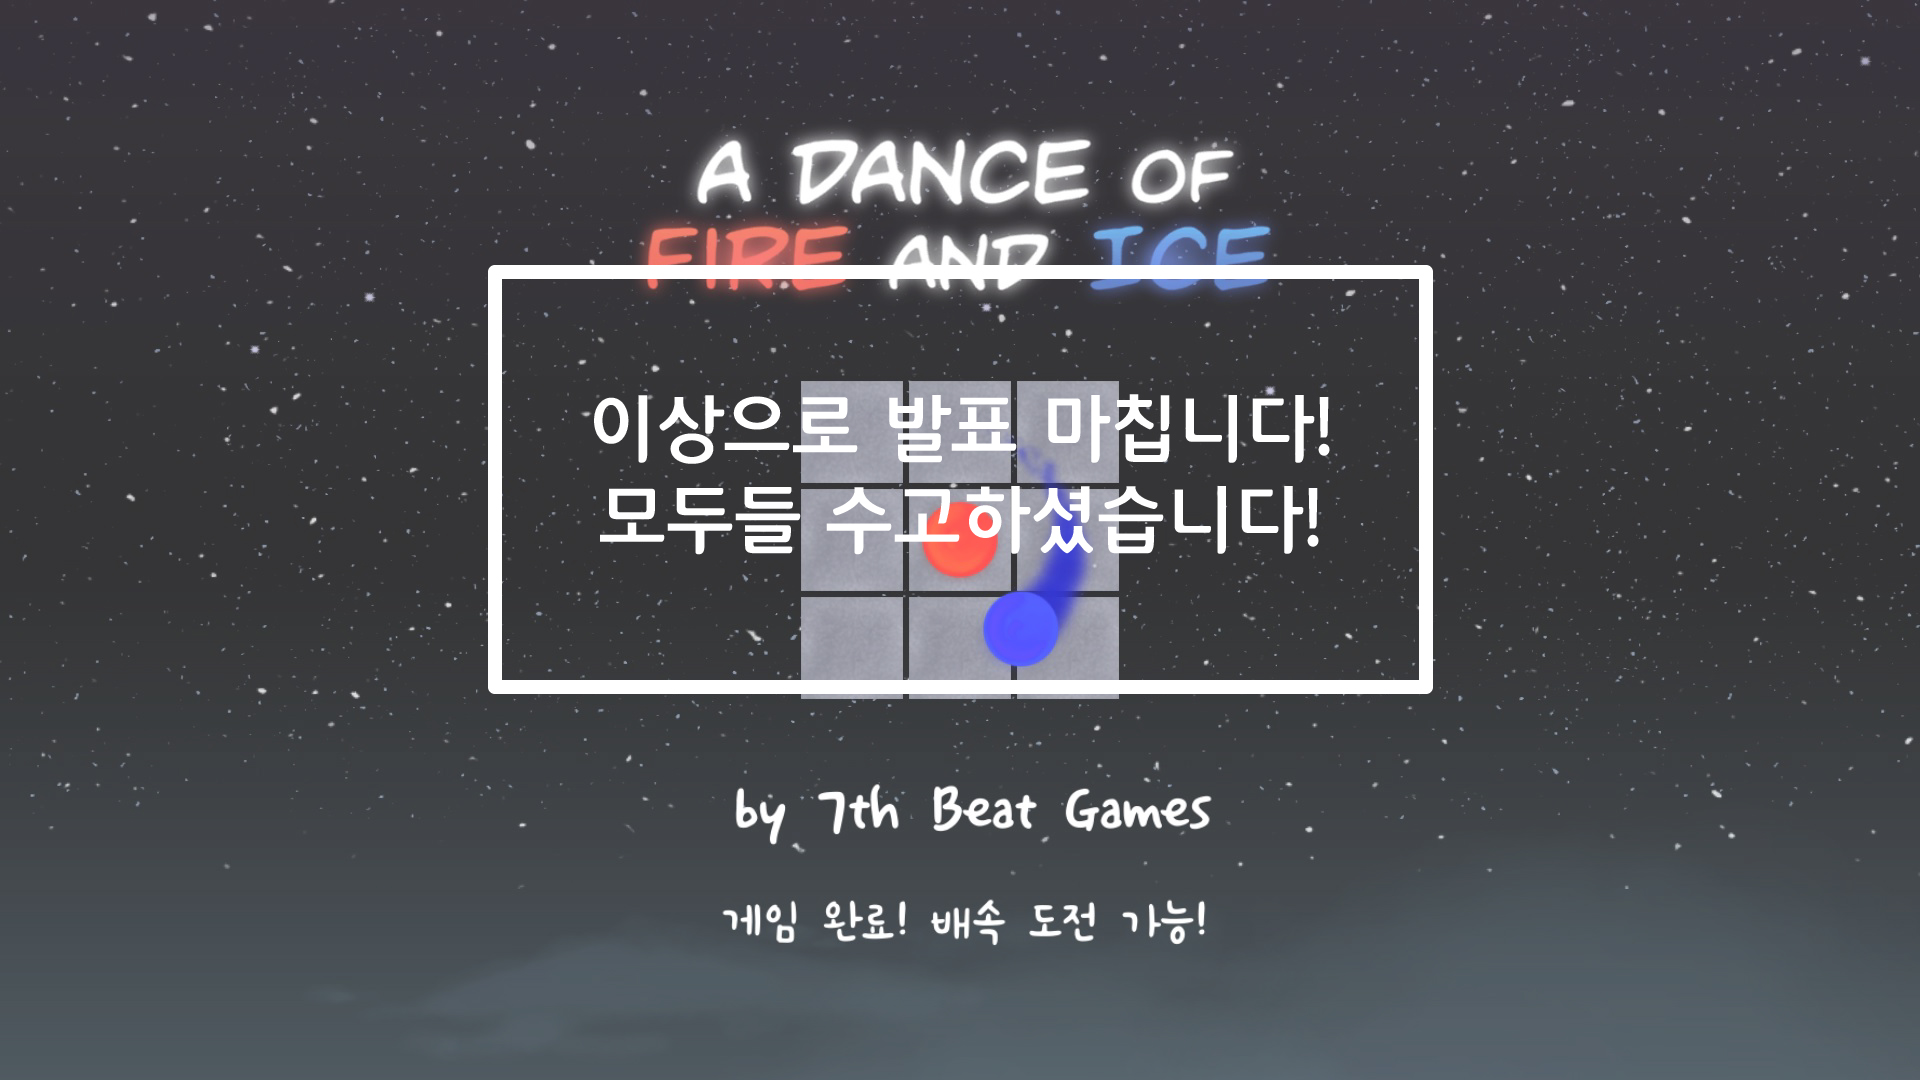 A DANCE OF
FIRE AND ICE
이상으로 발표 마칩니다!
모두들 수고하셨습니다!
by 7th Beat Games
게임 완료! 배속 도전 가능!